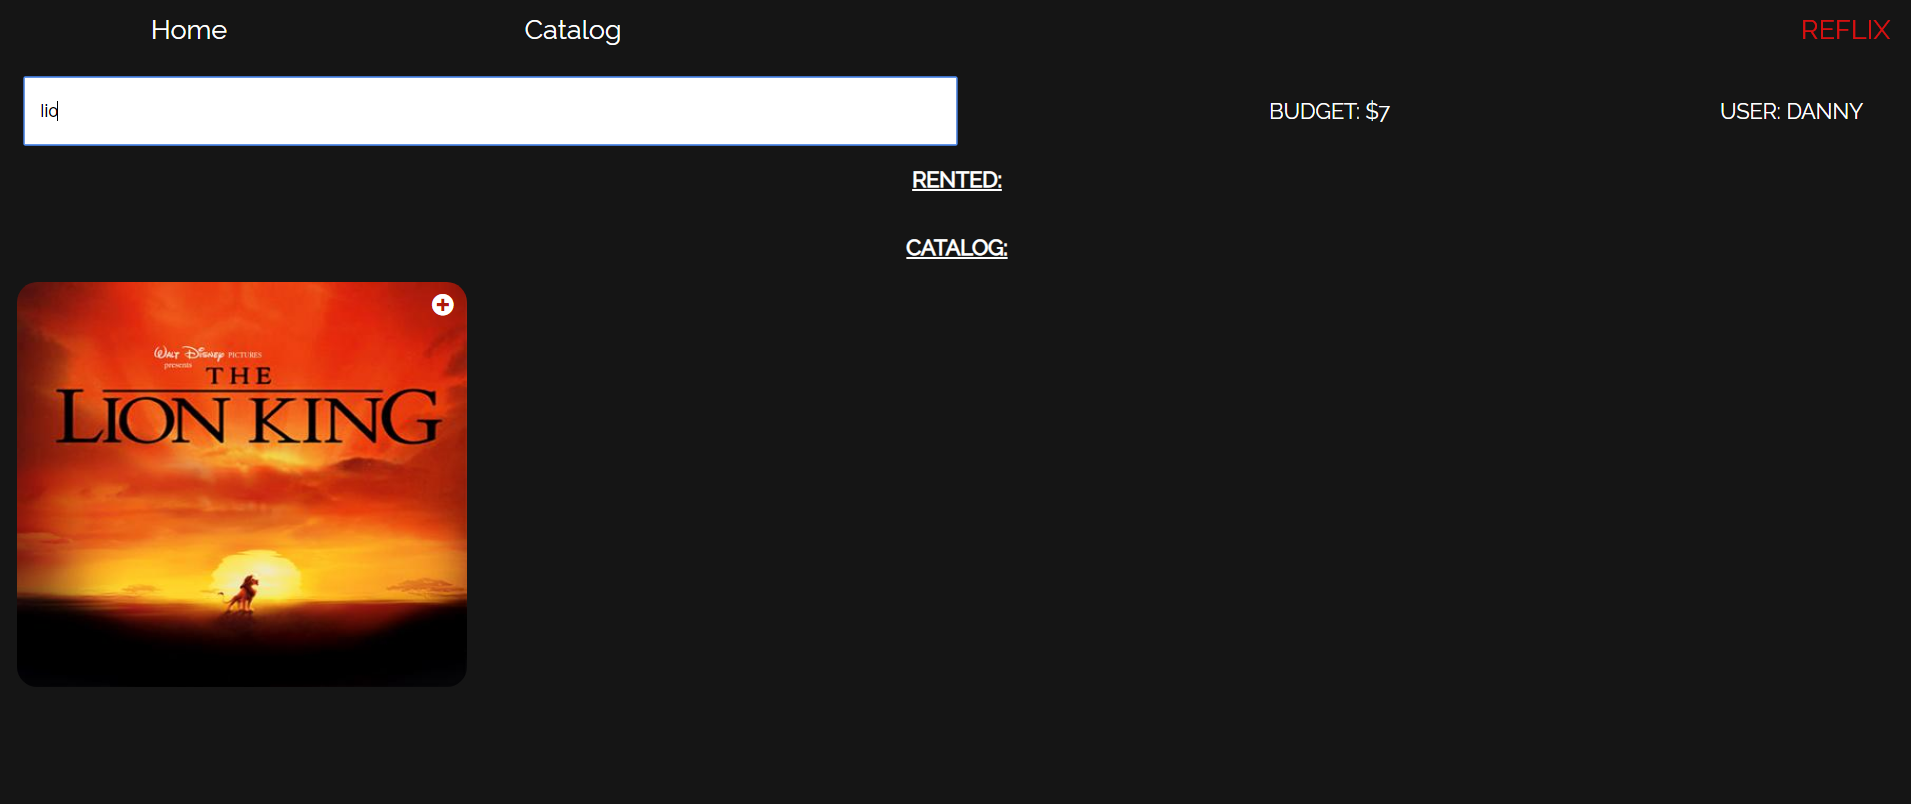 Home
Catalog
REFLIX
lio
BUDGET: $7
USER: DANNY
RENTED:
CATALOG:
WALT DISNEY PICTURES
presents
THE
LION KING